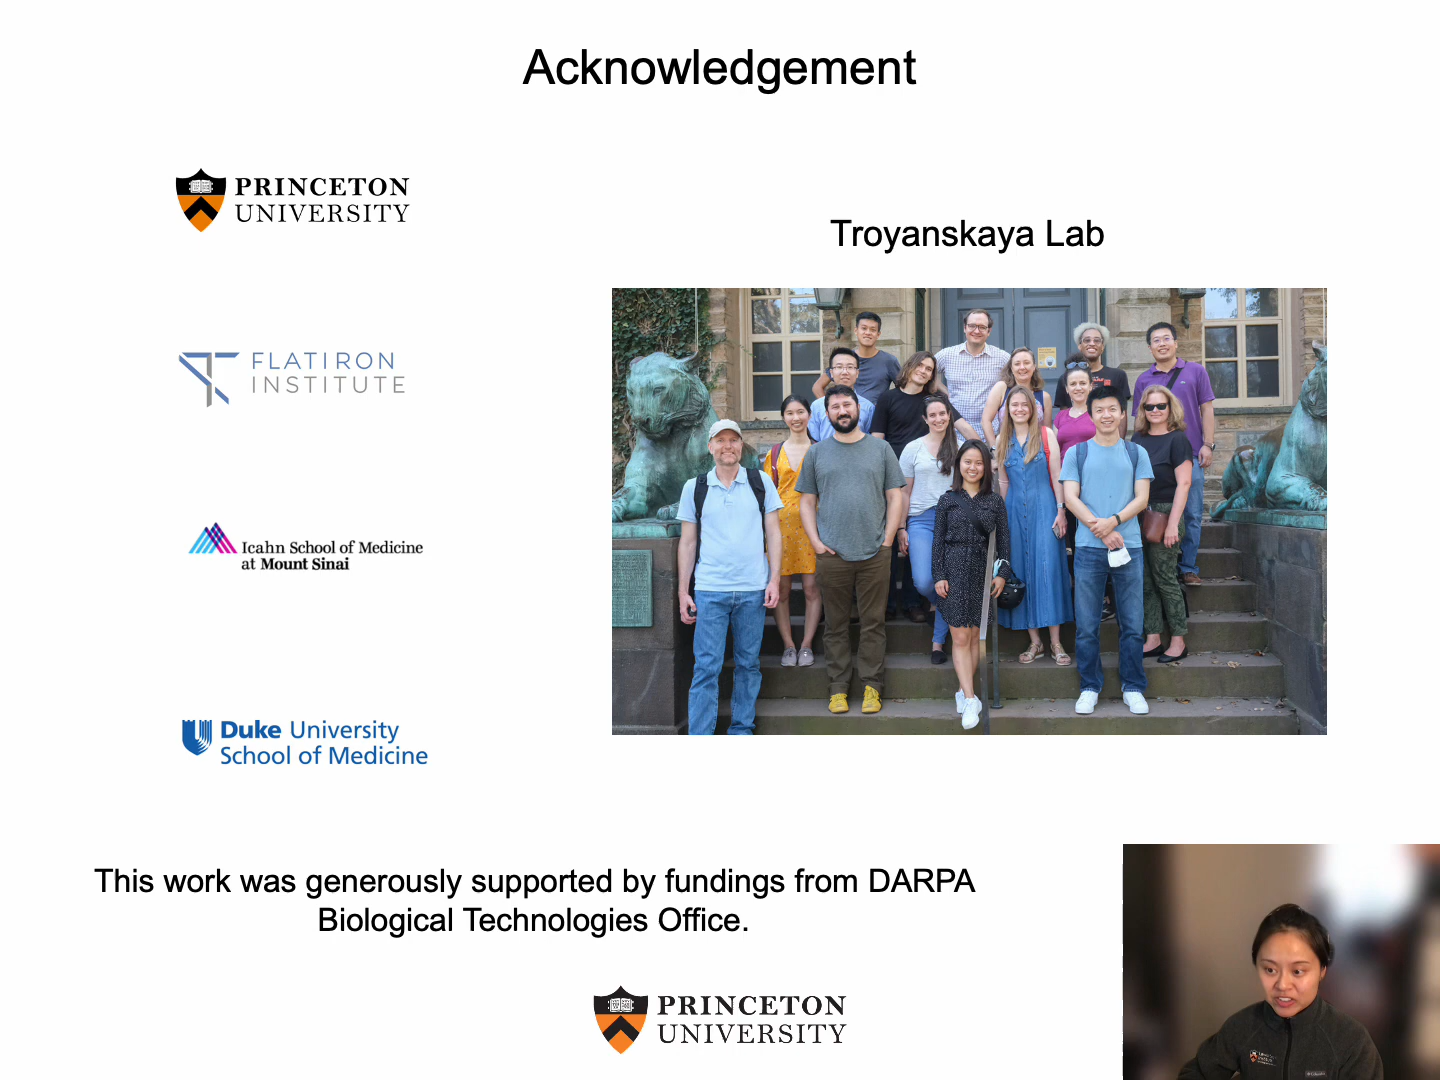 Acknowledgement
PRINCETON
UNIVERSITY
Troyanskaya Lab
FLATIRON
INSTITUTE
Icahn School of Medicine
at Mount Sinai
Duke University
School of Medicine
This work was generously supported by fundings from DARPA
Biological Technologies Office.
PRINCETON
UNIVERSITY